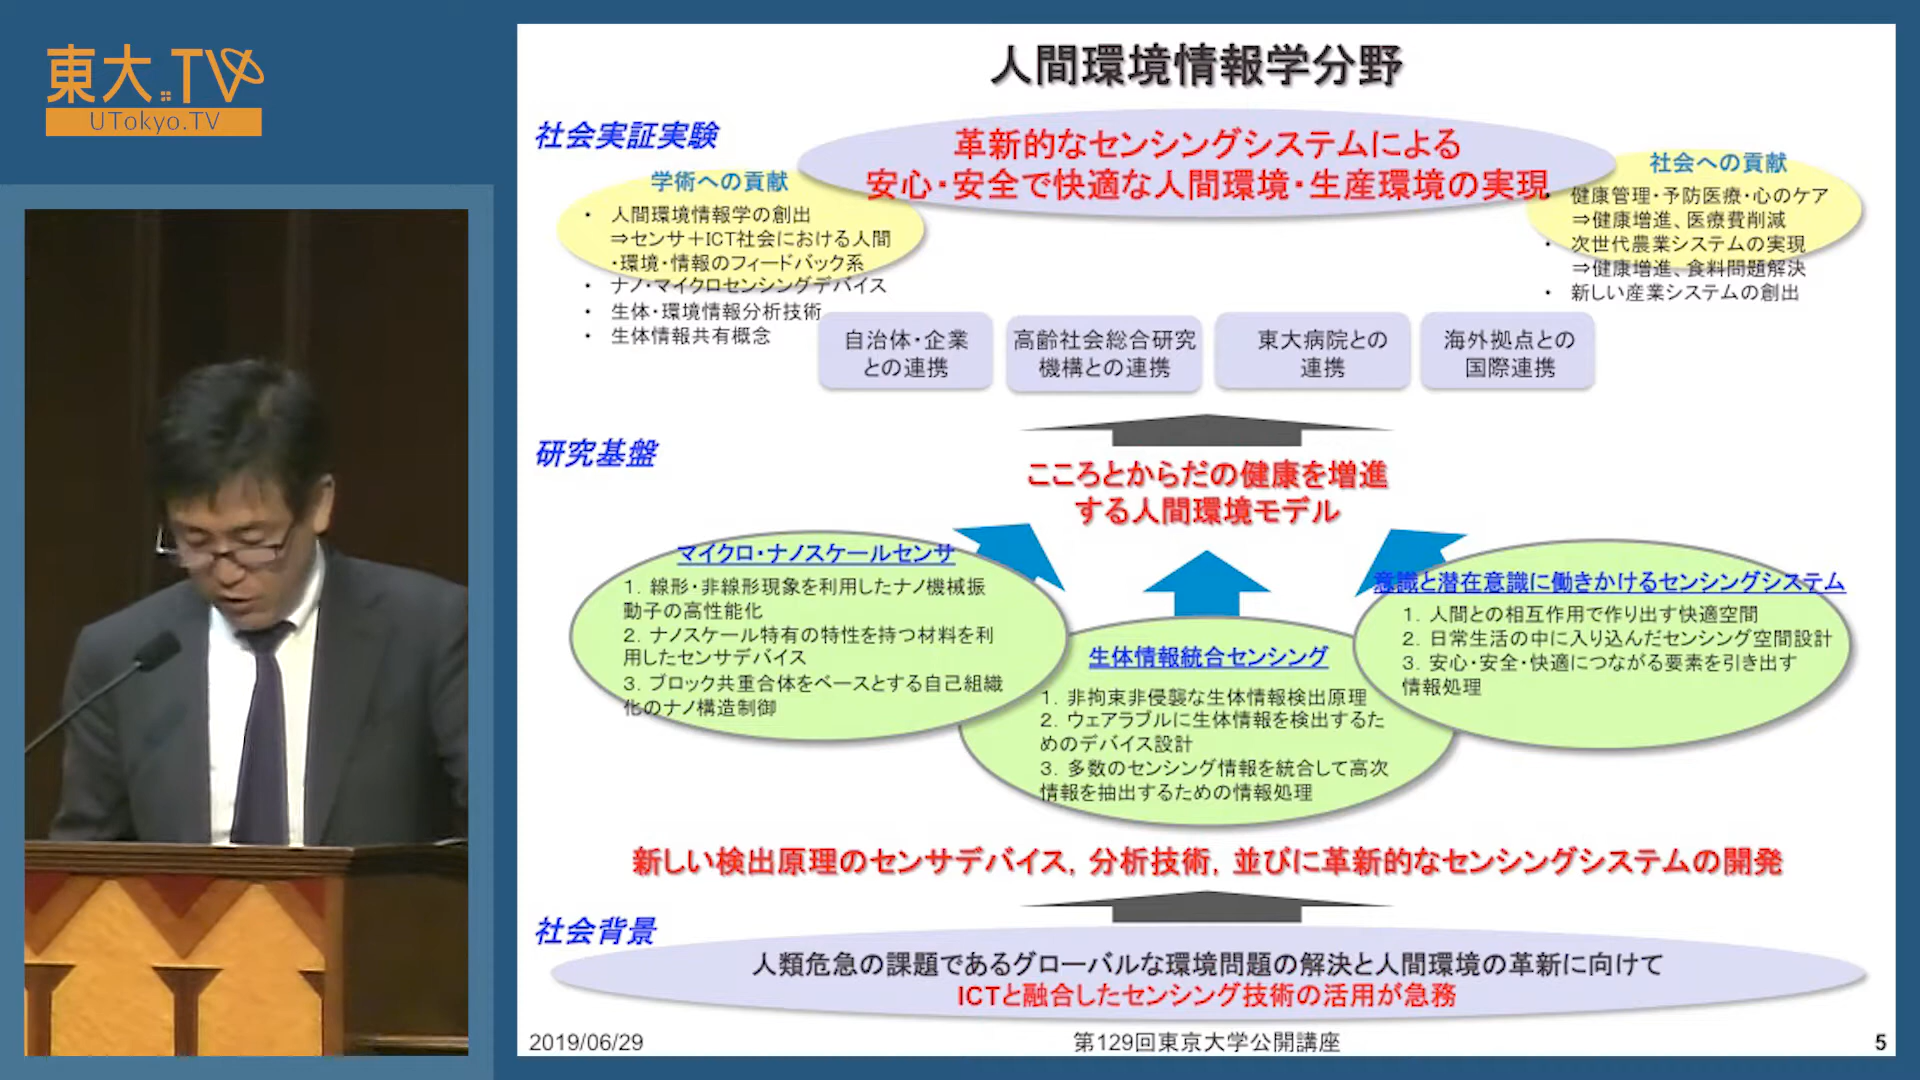 東大.TV
UTokyo.TV
人間環境情報学分野
社会実証実験
革新的なセンシングシステムによる
安心・安全で快適な人間環境・生産環境の実現
学術への貢献
• 人間環境情報学の創出
⇒センサ＋ICT社会における人間
・環境・情報のフィードバック系
• ナノ・マイクロセンシングデバイス
• 生体・環境情報分析技術
• 生体情報共有概念
社会への貢献
• 健康管理・予防医療・心のケア
⇒健康増進、医療費削減
• 次世代農業システムの実現
⇒健康増進、食料問題解決
• 新しい産業システムの創出
自治体・企業
との連携
高齢社会総合研究
機構との連携
東大病院との
連携
海外拠点との
国際連携
研究基盤
こころとからだの健康を増進
する人間環境モデル
マイクロ・ナノスケールセンサ
1. 線形・非線形現象を利用したナノ機械振
動子の高性能化
2. ナノスケール特有の特性を持つ材料を利
用したセンサデバイス
3. ブロック共重合体をベースとする自己組織
化のナノ構造制御
生体情報統合センシング
1. 非拘束非侵襲な生体情報検出原理
2. ウェアラブルに生体情報を検出するた
めのデバイス設計
3. 多数のセンシング情報を統合して高次
情報を抽出するための情報処理
意識と潜在意識に働きかけるセンシングシステム
1. 人間との相互作用で作り出す快適空間
2. 日常生活の中に入り込んだセンシング空間設計
3. 安心・安全・快適につながる要素を引き出す
情報処理
新しい検出原理のセンサデバイス，分析技術，並びに革新的なセンシングシステムの開発
社会背景
人類危急の課題であるグローバルな環境問題の解決と人間環境の革新に向けて
ICTと融合したセンシング技術の活用が急務
2019/06/29
第129回東京大学公開講座
5